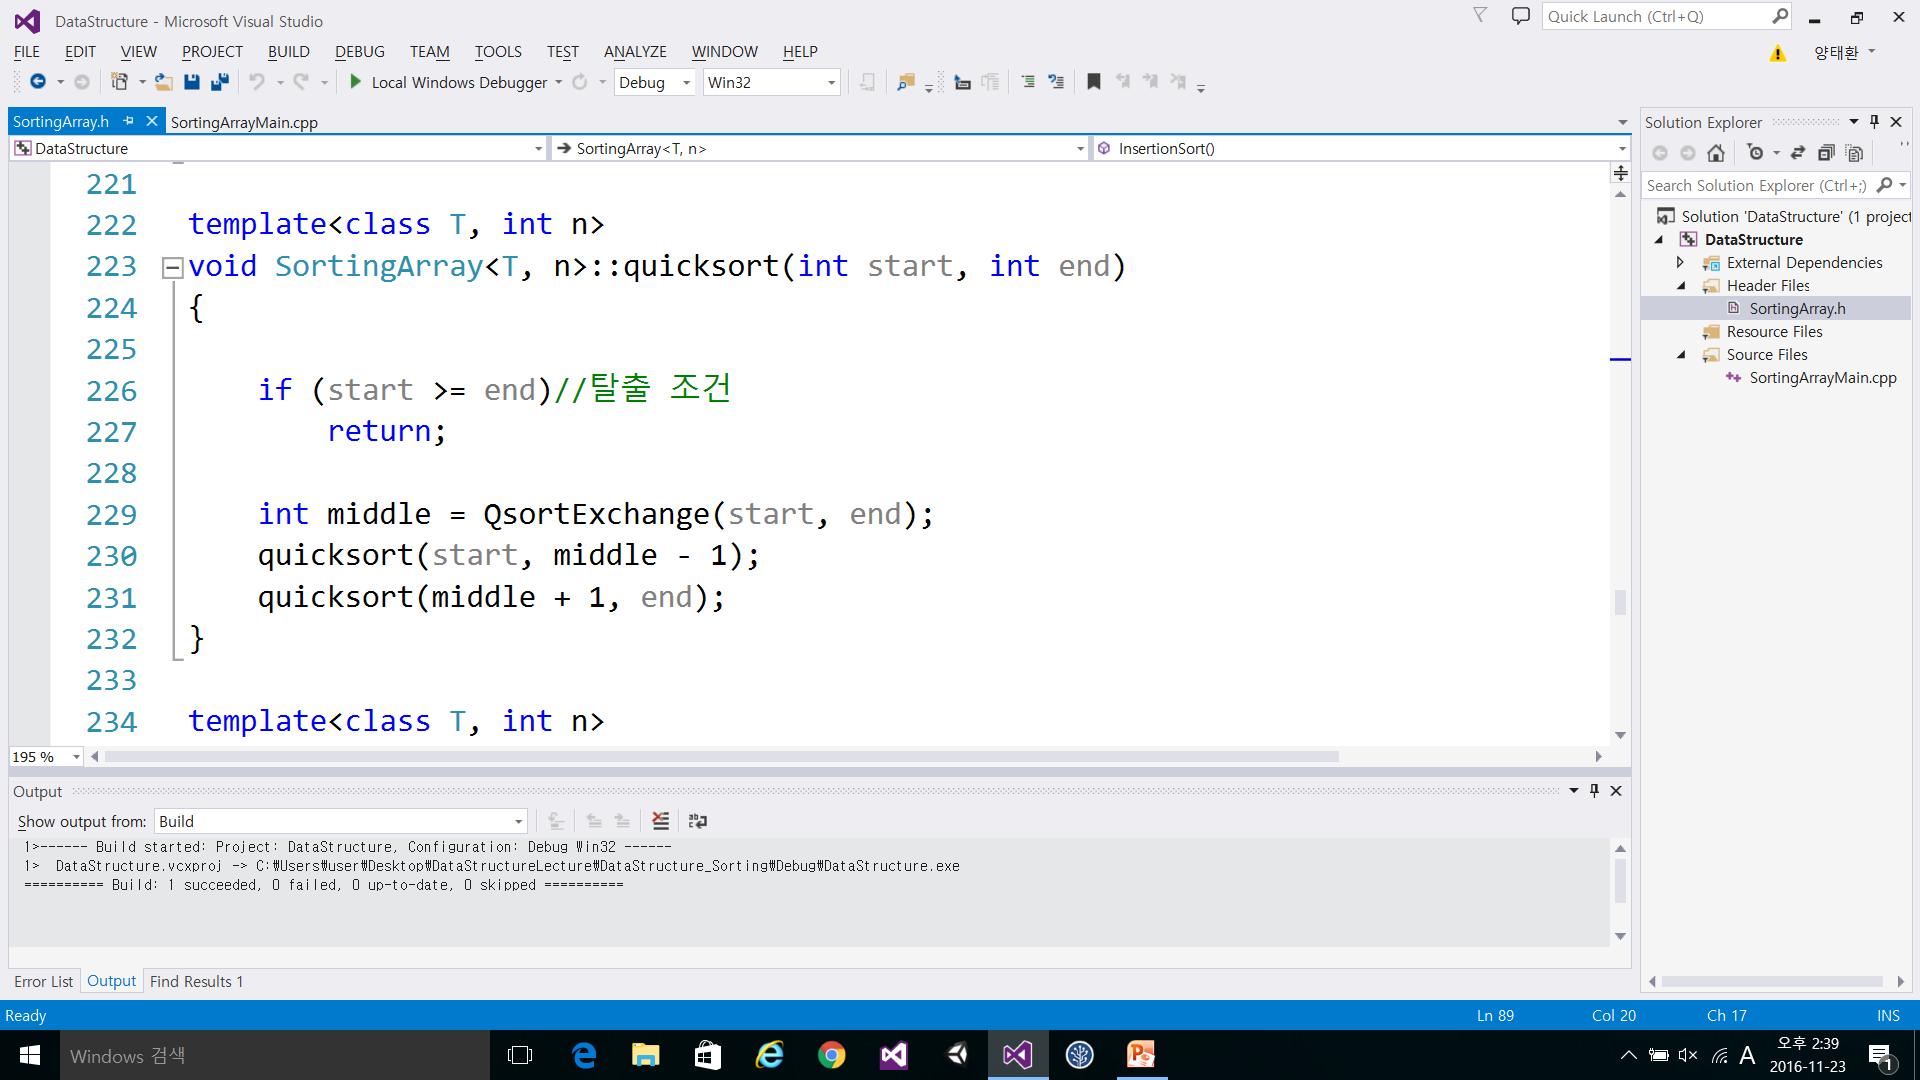 DataStructure - Microsoft Visual Studio
Quick Launch (Ctrl+Q)
FILE EDIT VIEW PROJECT BUILD DEBUG TEAM TOOLS TEST ANALYZE WINDOW HELP
양태환
Local Windows Debugger Debug Win32
SortingArray.h SortingArrayMain.cpp
DataStructure SortingArray<T, n> InsertionSort()
221
222 template<class T, int n>
223 void SortingArray<T, n>::quicksort(int start, int end)
224 {
225
226 if (start >= end)//탈출 조건
227 return;
228
229 int middle = QsortExchange(start, end);
230 quicksort(start, middle - 1);
231 quicksort(middle + 1, end);
232 }
233
234 template<class T, int n>
195 %
Output
Show output from: Build
1>------ Build started: Project: DataStructure, Configuration: Debug Win32 ------
1>  DataStructure.vcxproj -> C:₩Users₩user₩Desktop₩DataStructureLecture₩DataStructure_Sorting₩Debug₩DataStructure.exe
========== Build: 1 succeeded, 0 failed, 0 up-to-date, 0 skipped ==========
Error List Output Find Results 1
Solution Explorer
Search Solution Explorer (Ctrl+;)
Solution 'DataStructure' (1 project
DataStructure
External Dependencies
Header Files
SortingArray.h
Resource Files
Source Files
SortingArrayMain.cpp
Ready Ln 89 Col 20 Ch 17 INS
Windows 검색
A
오후 2:39
2016-11-23
1